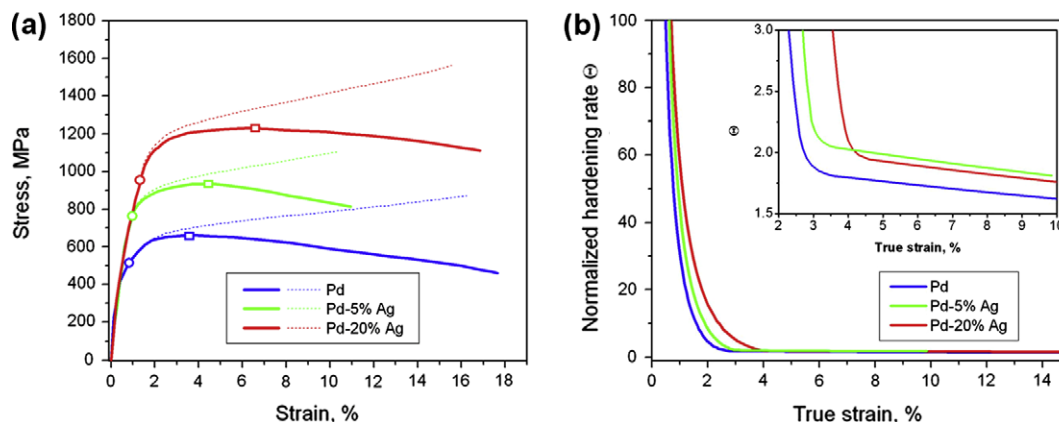 (a)
Stress, MPa
1800
1600
1400
1200
1000
800
600
400
200
0
0 2 4 6 8 10 12 14 16 18
Strain, %
Pd
Pd-5% Ag
Pd-20% Ag
(b)
Normalized hardening rate Θ
100
80
60
40
20
0
0 2 4 6 8 10 12 14
True strain, %
Θ
3.0
2.5
2.0
1.5
2 3 4 5 6 7 8 9 10
True strain, %
Pd
Pd-5% Ag
Pd-20% Ag